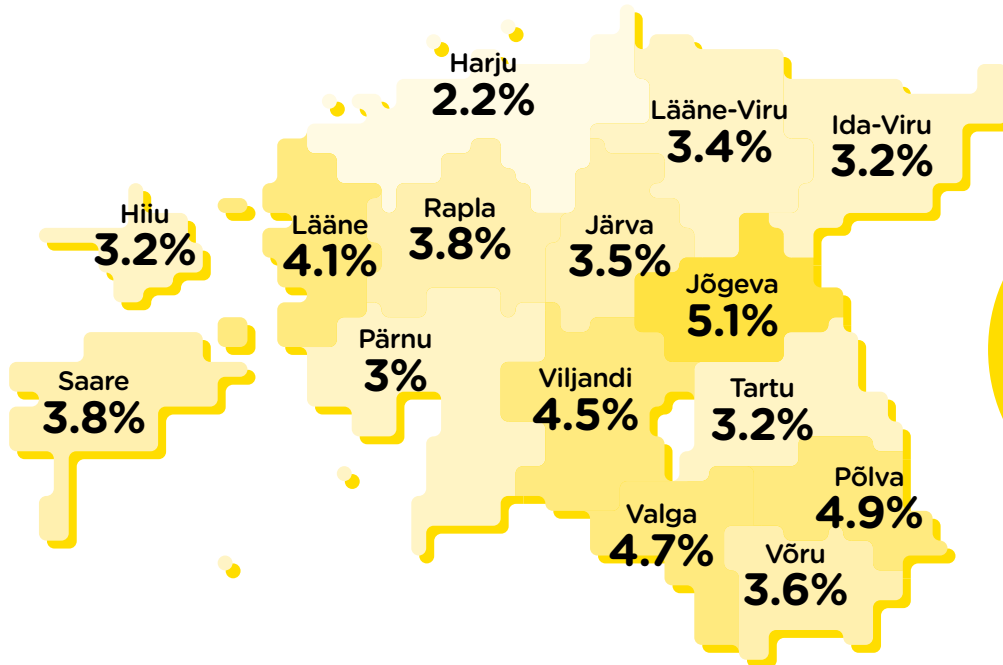 Harju
2.2%
Lääne-Viru
3.4%
Ida-Viru
3.2%
Hiiu
3.2%
Lääne
4.1%
Rapla
3.8%
Järva
3.5%
Jõgeva
5.1%
Pärnu
3%
Saare
3.8%
Viljandi
4.5%
Tartu
3.2%
Põlva
4.9%
Valga
4.7%
Võru
3.6%